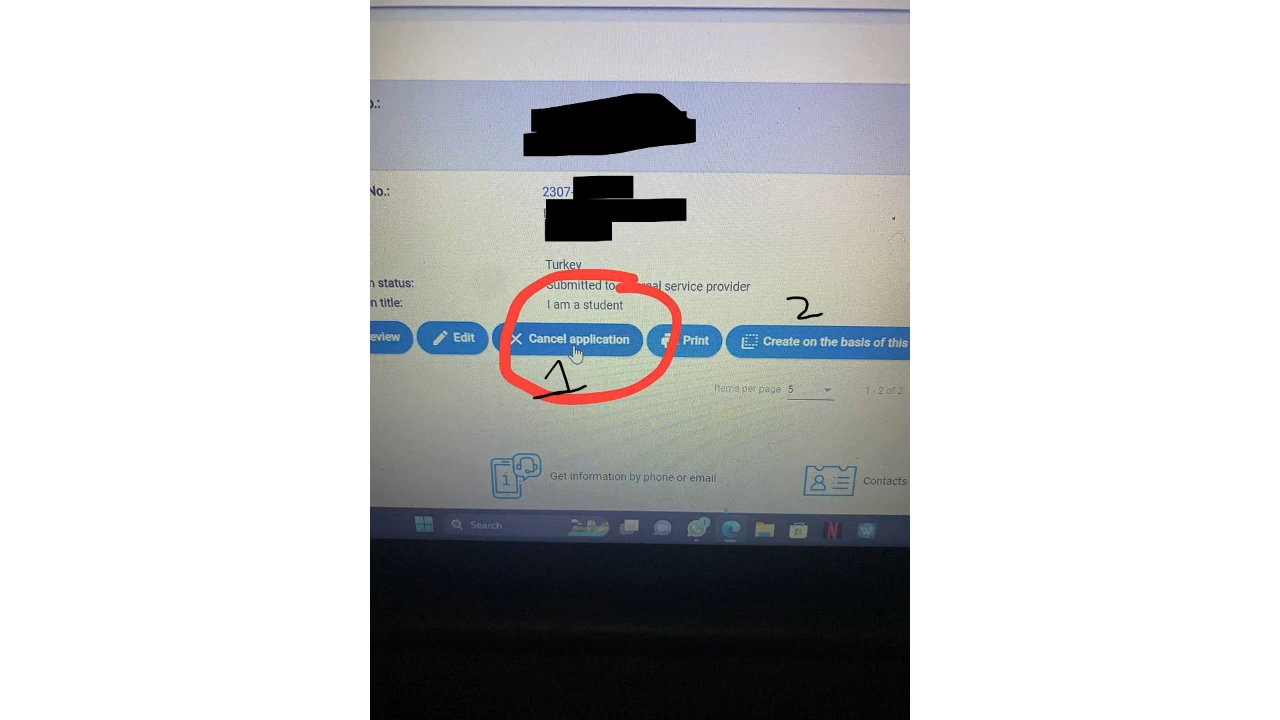 o.:
No.:
2307-
Turkey
n status:
Submitted to service provider
n title:
I am a student
2
eview
Edit
Cancel application
Print
Create on the basis of this
1
Items per page
5
1 - 2 of 2
Get information by phone or email
Contacts
Search